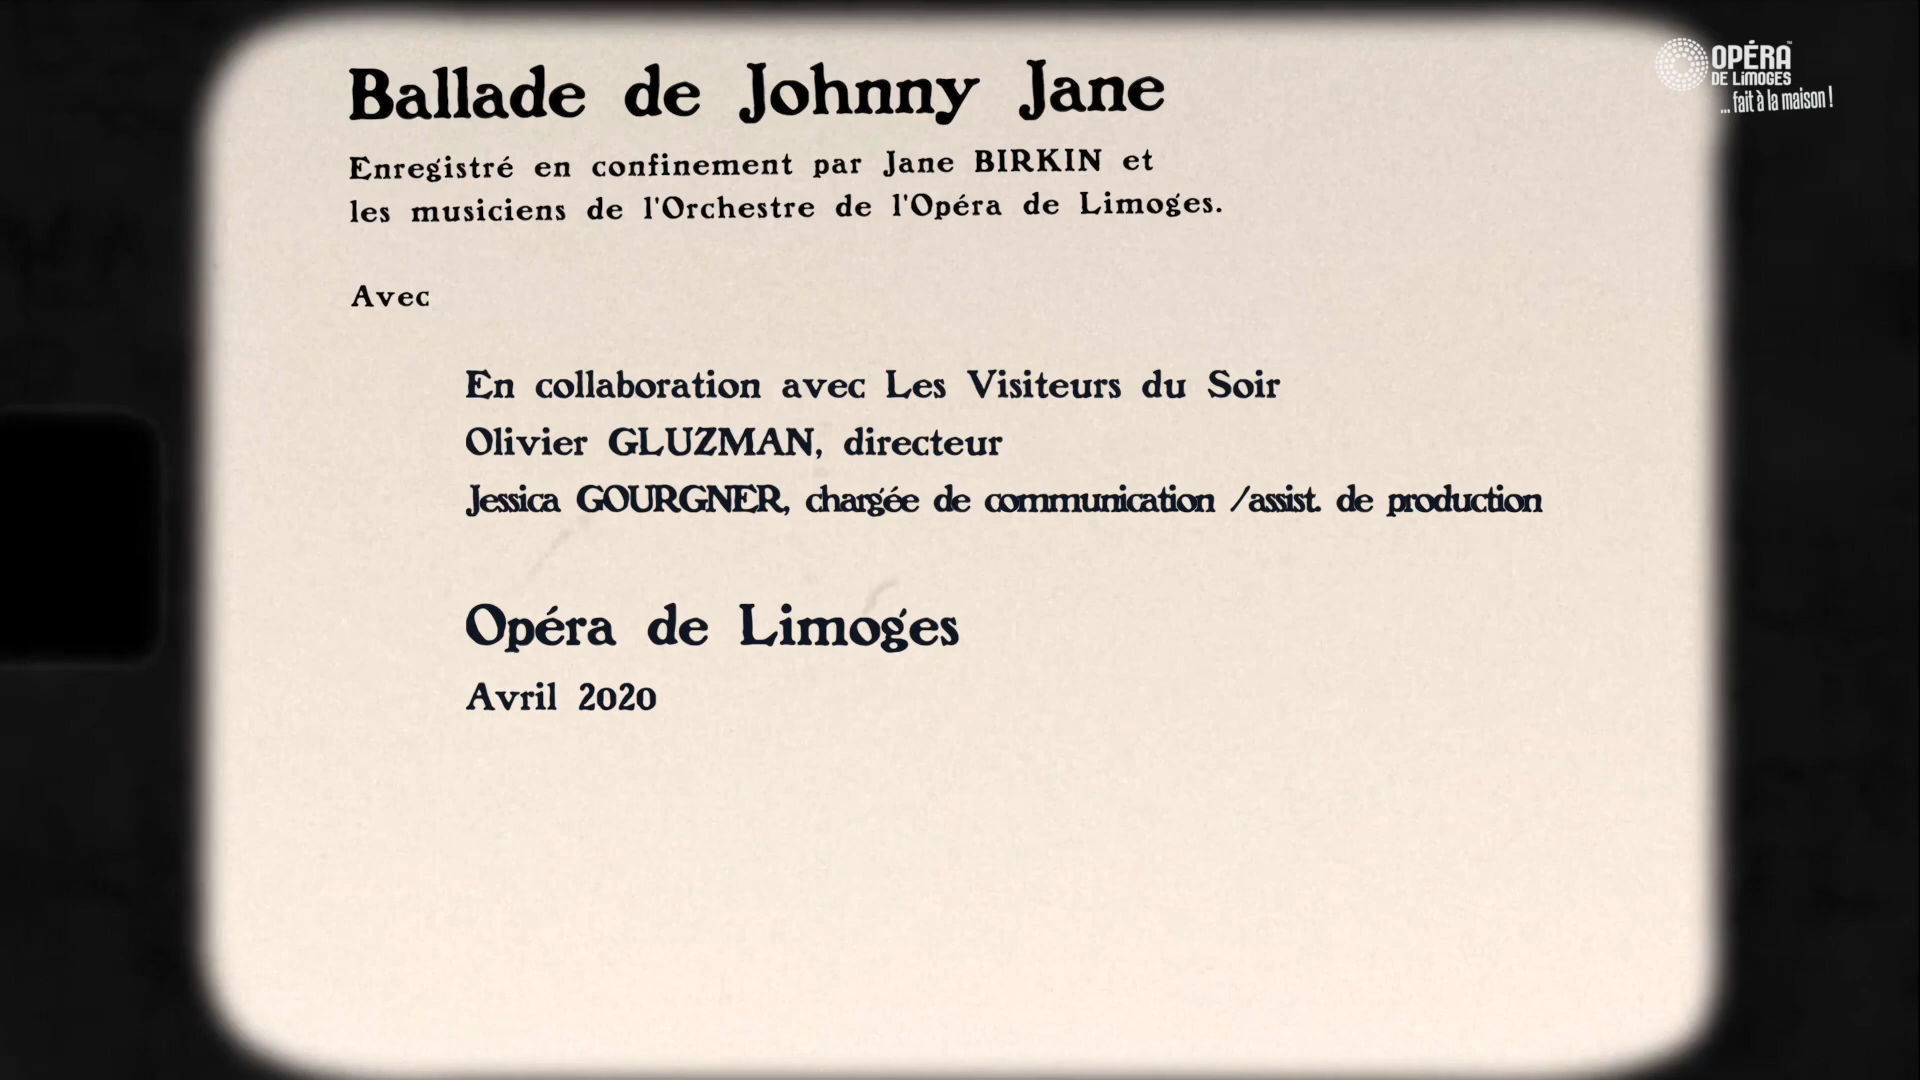 Ballade de Johnny Jane
Enregistré en confinement par Jane BIRKIN et
les musiciens de l'Orchestre de l'Opéra de Limoges.
Avec
En collaboration avec Les Visiteurs du Soir
Olivier GLUZMAN, directeur
Jessica GOURGNER, chargée de communication /assist. de production
Opéra de Limoges
Avril 2020
OPÉRA
DE LIMOGES
... fait à la maison !